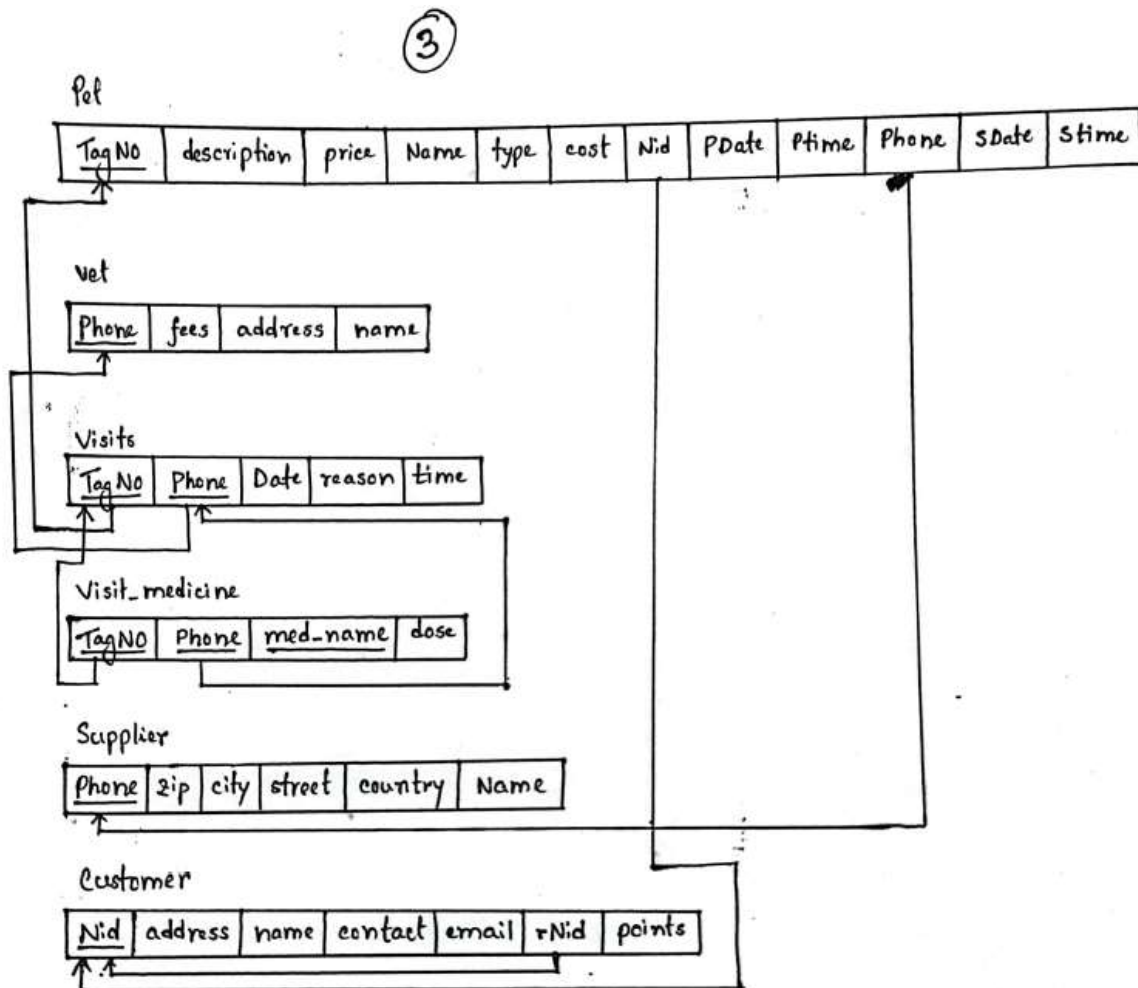 3
Pet
TagNO description price Name type cost Nid PDate Ptime Phone SDate Stime
vet
Phone fees address name
Visits
TagNO Phone Date reason time
Visit_medicine
TagNO Phone med_name dose
Supplier
Phone zip city street country Name
Customer
Nid address name contact email rNid points